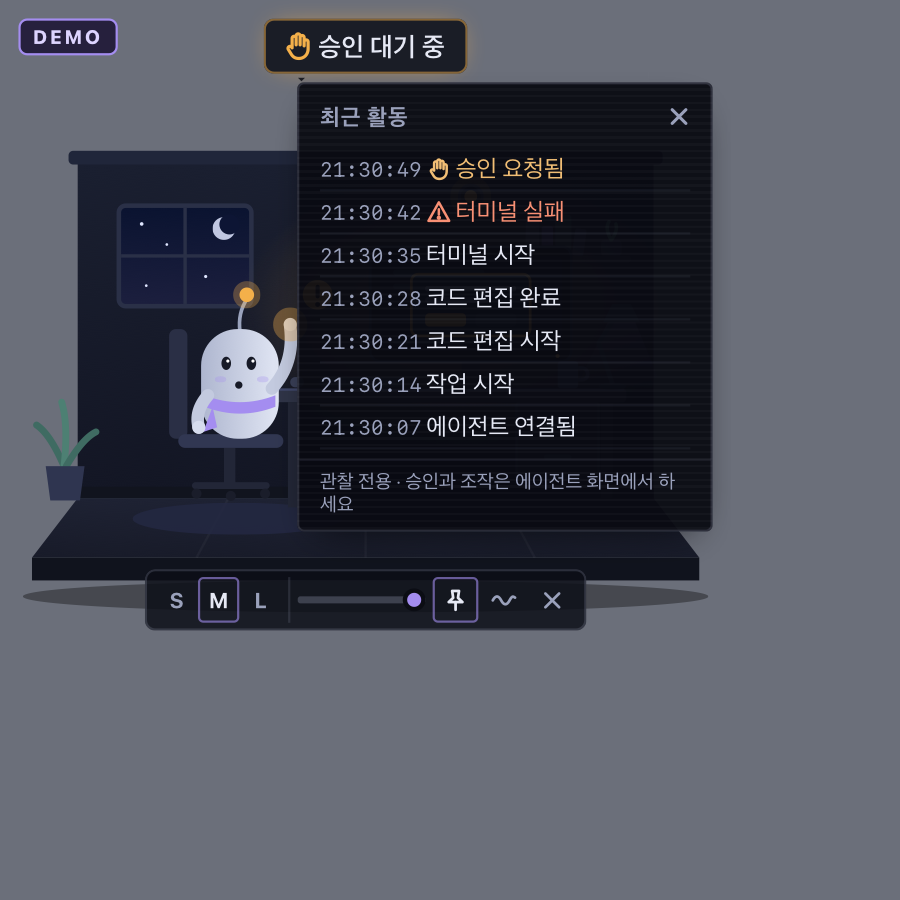 DEMO
승인 대기 중
최근 활동
21:30:49 승인 요청됨
21:30:42 터미널 실패
21:30:35 터미널 시작
21:30:28 코드 편집 완료
21:30:21 코드 편집 시작
21:30:14 작업 시작
21:30:07 에이전트 연결됨
관찰 전용 · 승인과 조작은 에이전트 화면에서 하
세요
S M L